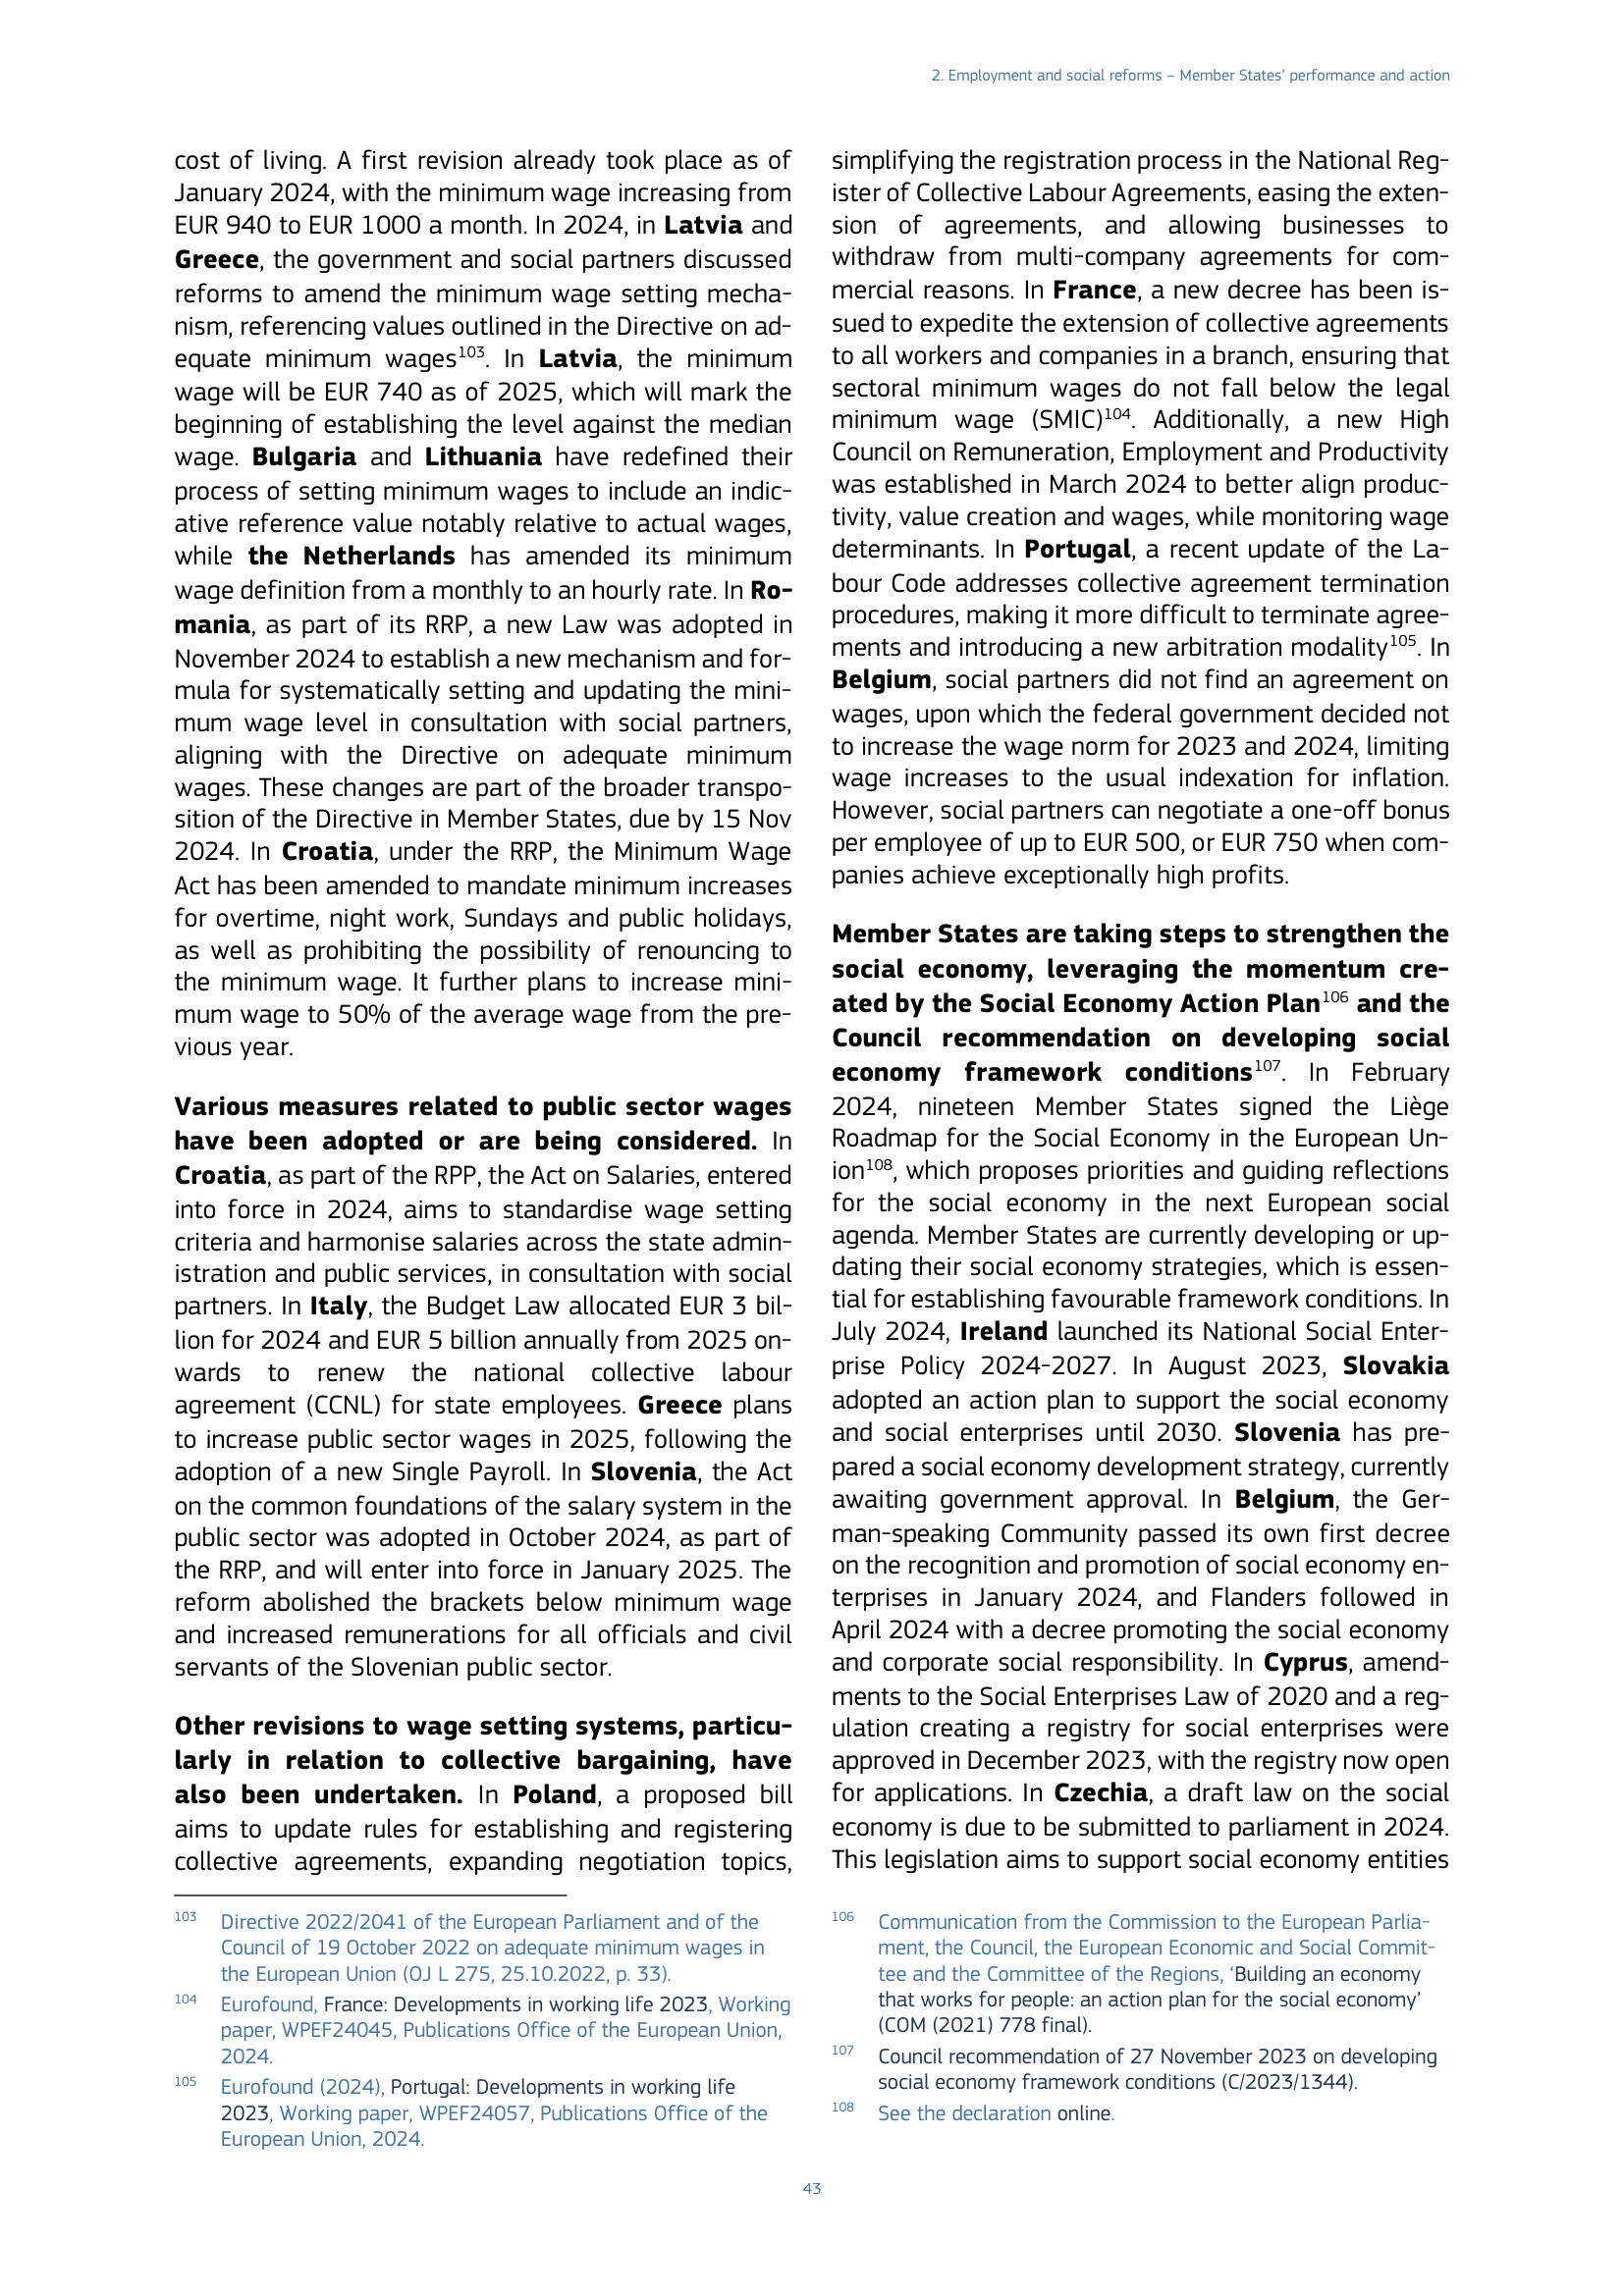 2. Employment and social reforms – Member States’ performance and action
cost of living. A first revision already took place as of
January 2024, with the minimum wage increasing from
EUR 940 to EUR 1000 a month. In 2024, in Latvia and
Greece, the government and social partners discussed
reforms to amend the minimum wage setting mecha-
nism, referencing values outlined in the Directive on ad-
equate minimum wages103. In Latvia, the minimum
wage will be EUR 740 as of 2025, which will mark the
beginning of establishing the level against the median
wage. Bulgaria and Lithuania have redefined their
process of setting minimum wages to include an indic-
ative reference value notably relative to actual wages,
while the Netherlands has amended its minimum
wage definition from a monthly to an hourly rate. In Ro-
mania, as part of its RRP, a new Law was adopted in
November 2024 to establish a new mechanism and for-
mula for systematically setting and updating the mini-
mum wage level in consultation with social partners,
aligning with the Directive on adequate minimum
wages. These changes are part of the broader transpo-
sition of the Directive in Member States, due by 15 Nov
2024. In Croatia, under the RRP, the Minimum Wage
Act has been amended to mandate minimum increases
for overtime, night work, Sundays and public holidays,
as well as prohibiting the possibility of renouncing to
the minimum wage. It further plans to increase mini-
mum wage to 50% of the average wage from the pre-
vious year.
Various measures related to public sector wages
have been adopted or are being considered. In
Croatia, as part of the RPP, the Act on Salaries, entered
into force in 2024, aims to standardise wage setting
criteria and harmonise salaries across the state admin-
istration and public services, in consultation with social
partners. In Italy, the Budget Law allocated EUR 3 bil-
lion for 2024 and EUR 5 billion annually from 2025 on-
wards to renew the national collective labour
agreement (CCNL) for state employees. Greece plans
to increase public sector wages in 2025, following the
adoption of a new Single Payroll. In Slovenia, the Act
on the common foundations of the salary system in the
public sector was adopted in October 2024, as part of
the RRP, and will enter into force in January 2025. The
reform abolished the brackets below minimum wage
and increased remunerations for all officials and civil
servants of the Slovenian public sector.
Other revisions to wage setting systems, particu-
larly in relation to collective bargaining, have
also been undertaken. In Poland, a proposed bill
aims to update rules for establishing and registering
collective agreements, expanding negotiation topics,
simplifying the registration process in the National Reg-
ister of Collective Labour Agreements, easing the exten-
sion of agreements, and allowing businesses to
withdraw from multi-company agreements for com-
mercial reasons. In France, a new decree has been is-
sued to expedite the extension of collective agreements
to all workers and companies in a branch, ensuring that
sectoral minimum wages do not fall below the legal
minimum wage (SMIC)104. Additionally, a new High
Council on Remuneration, Employment and Productivity
was established in March 2024 to better align produc-
tivity, value creation and wages, while monitoring wage
determinants. In Portugal, a recent update of the La-
bour Code addresses collective agreement termination
procedures, making it more difficult to terminate agree-
ments and introducing a new arbitration modality105. In
Belgium, social partners did not find an agreement on
wages, upon which the federal government decided not
to increase the wage norm for 2023 and 2024, limiting
wage increases to the usual indexation for inflation.
However, social partners can negotiate a one-off bonus
per employee of up to EUR 500, or EUR 750 when com-
panies achieve exceptionally high profits.
Member States are taking steps to strengthen the
social economy, leveraging the momentum cre-
ated by the Social Economy Action Plan106 and the
Council recommendation on developing social
economy framework conditions107. In February
2024, nineteen Member States signed the Liège
Roadmap for the Social Economy in the European Un-
ion108, which proposes priorities and guiding reflections
for the social economy in the next European social
agenda. Member States are currently developing or up-
dating their social economy strategies, which is essen-
tial for establishing favourable framework conditions. In
July 2024, Ireland launched its National Social Enter-
prise Policy 2024-2027. In August 2023, Slovakia
adopted an action plan to support the social economy
and social enterprises until 2030. Slovenia has pre-
pared a social economy development strategy, currently
awaiting government approval. In Belgium, the Ger-
man-speaking Community passed its own first decree
on the recognition and promotion of social economy en-
terprises in January 2024, and Flanders followed in
April 2024 with a decree promoting the social economy
and corporate social responsibility. In Cyprus, amend-
ments to the Social Enterprises Law of 2020 and a reg-
ulation creating a registry for social enterprises were
approved in December 2023, with the registry now open
for applications. In Czechia, a draft law on the social
economy is due to be submitted to parliament in 2024.
This legislation aims to support social economy entities
103 Directive 2022/2041 of the European Parliament and of the
Council of 19 October 2022 on adequate minimum wages in
the European Union (OJ L 275, 25.10.2022, p. 33).
104 Eurofound, France: Developments in working life 2023, Working
paper, WPEF24045, Publications Office of the European Union,
2024.
105 Eurofound (2024), Portugal: Developments in working life
2023, Working paper, WPEF24057, Publications Office of the
European Union, 2024.
106 Communication from the Commission to the European Parlia-
ment, the Council, the European Economic and Social Commit-
tee and the Committee of the Regions, ‘Building an economy
that works for people: an action plan for the social economy’
(COM (2021) 778 final).
107 Council recommendation of 27 November 2023 on developing
social economy framework conditions (C/2023/1344).
108 See the declaration online.
43